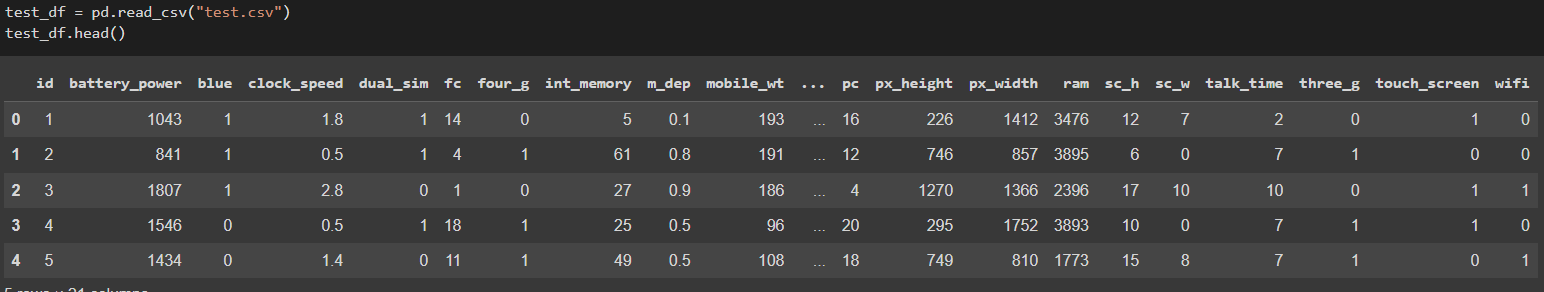 test_df = pd.read_csv("test.csv")
test_df.head()
id battery_power blue clock_speed dual_sim fc four_g int_memory m_dep mobile_wt ... pc px_height px_width ram sc_h sc_w talk_time three_g touch_screen wifi
0 1 1043 1 1.8 1 14 0 5 0.1 193 ... 16 226 1412 3476 12 7 2 0 1 0
1 2 841 1 0.5 1 4 1 61 0.8 191 ... 12 746 857 3895 6 0 7 1 0 0
2 3 1807 1 2.8 0 1 0 27 0.9 186 ... 4 1270 1366 2396 17 10 10 0 1 1
3 4 1546 0 0.5 1 18 1 25 0.5 96 ... 20 295 1752 3893 10 0 7 1 1 0
4 5 1434 0 1.4 0 11 1 49 0.5 108 ... 18 749 810 1773 15 8 7 1 0 1
5 rows × 21 columns